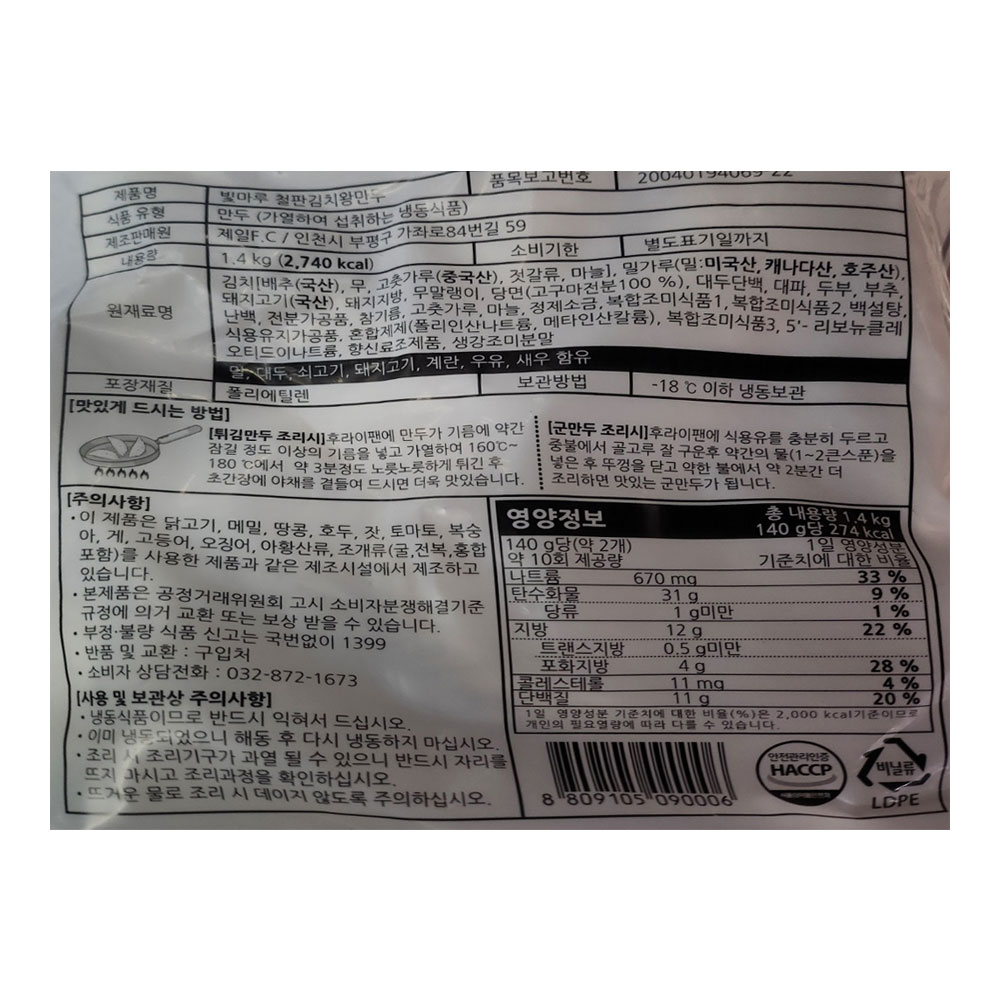 품목보고번호 20040194069 22
제품명 빛마루 철판김치왕만두
식품 유형 만두 (가열하여 섭취하는 냉동식품)
제조판매원 제일F.C / 인천시 부평구 가좌로84번길 59
내용량 1.4 kg (2,740 kcal) 소비기한 별도표기일까지
원재료명
김치[배추(국산), 무, 고춧가루(중국산), 젓갈류, 마늘], 밀가루(밀:미국산, 캐나다산, 호주산),
돼지고기(국산), 돼지지방, 무말랭이, 당면(고구마전분100 %), 대두단백, 대파, 두부, 부추,
난백, 전분가공품, 참기름, 고춧가루, 마늘, 정제소금, 복합조미식품1, 복합조미식품2, 백설탕,
식용유지가공품, 혼합제제(폴리인산나트륨, 메타인산칼륨), 복합조미식품3, 5'- 리보뉴클레
오티드이나트륨, 향신료조제품, 생강조미분말
밀, 대두, 쇠고기, 돼지고기, 계란, 우유, 새우 함유
포장재질 폴리에틸렌 보관방법 -18 ℃ 이하 냉동보관
[맛있게 드시는 방법]
[튀김만두 조리시]후라이팬에 만두가 기름에 약간
잠길 정도 이상의 기름을 넣고 가열하여 160℃~
180 ℃에서 약 3분정도 노릇노릇하게 튀긴 후
초간장에 야채를 곁들여 드시면 더욱 맛있습니다.
[군만두 조리시]후라이팬에 식용유를 충분히 두르고
중불에서 골고루 잘 구운후 약간의 물(1~2큰스푼)을
넣은 후 뚜껑을 닫고 약한 불에서 약 2분간 더
조리하면 맛있는 군만두가 됩니다.
[주의사항]
·이 제품은 닭고기, 메밀, 땅콩, 호두, 잣, 토마토, 복숭
아, 게, 고등어, 오징어, 아황산류, 조개류(굴,전복,홍합
포함)를 사용한 제품과 같은 제조시설에서 제조하고
있습니다.
·본제품은 공정거래위원회 고시 소비자분쟁해결기준
규정에 의거 교환 또는 보상 받을 수 있습니다.
·부정·불량 식품 신고는 국번없이 1399
·반품 및 교환 : 구입처
·소비자 상담전화 : 032-872-1673
[사용 및 보관상 주의사항]
·냉동식품이므로 반드시 익혀서 드십시오.
·이미 냉동되었으니 해동 후 다시 냉동하지 마십시오.
·조리 시 조리기구가 과열 될 수 있으니 반드시 자리를
뜨지 마시고 조리과정을 확인하십시오.
·뜨거운 물로 조리 시 데이지 않도록 주의하십시오.
영양정보 총 내용량 1.4 kg
140 g당 274 kcal
140 g당(약 2개) 1일 영양성분
약 10회 제공량 기준치에 대한 비율
나트륨 670 mg 33 %
탄수화물 31 g 9 %
당류 1 g미만 1 %
지방 12 g 22 %
트랜스지방 0.5 g미만
포화지방 4 g 28 %
콜레스테롤 11 mg 4 %
단백질 11 g 20 %
1일 영양성분 기준치에 대한 비율(%)은 2,000 kcal기준이므로
개인의 필요열량에 따라 다를 수 있습니다.
8 809105 090006
안전관리인증
HACCP
비닐류
LDPE